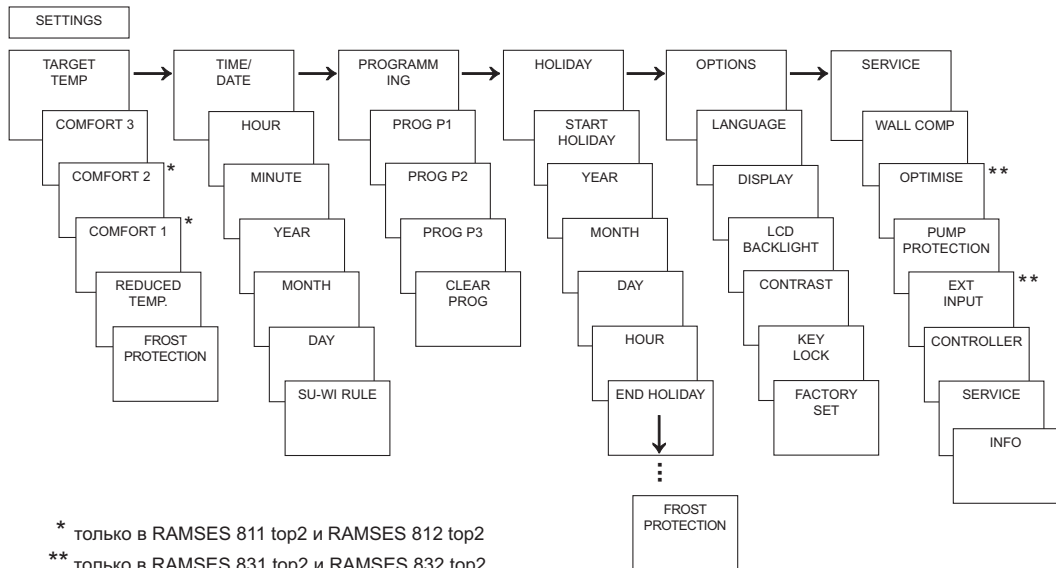 SETTINGS
TARGET
TEMP
COMFORT 3
COMFORT 2
*
COMFORT 1
*
REDUCED
TEMP.
FROST
PROTECTION
TIME/
DATE
HOUR
MINUTE
YEAR
MONTH
DAY
SU-WI RULE
PROGRAMM
ING
PROG P1
PROG P2
PROG P3
CLEAR
PROG
HOLIDAY
START
HOLIDAY
YEAR
MONTH
DAY
HOUR
END HOLIDAY
FROST
PROTECTION
OPTIONS
LANGUAGE
DISPLAY
LCD
BACKLIGHT
CONTRAST
KEY
LOCK
FACTORY
SET
SERVICE
WALL COMP
OPTIMISE
**
PUMP
PROTECTION
EXT
INPUT
**
CONTROLLER
SERVICE
INFO
* только в RAMSES 811 top2 и RAMSES 812 top2
** только в RAMSES 831 top2 и RAMSES 832 top2